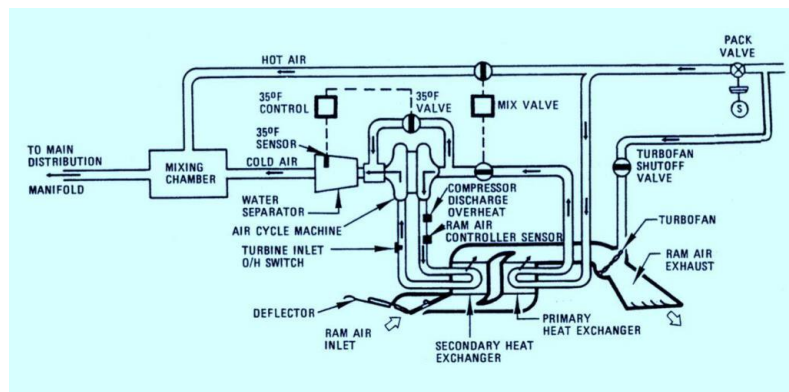 PACK
VALVE
HOT AIR
S
35ºF
CONTROL
35ºF
VALVE
MIX VALVE
35ºF
SENSOR
TO MAIN
DISTRIBUTION
MANIFOLD
MIXING
CHAMBER
COLD AIR
TURBOFAN
SHUTOFF
VALVE
WATER
SEPARATOR
COMPRESSOR
DISCHARGE
OVERHEAT
AIR CYCLE MACHINE
RAM AIR
CONTROLLER SENSOR
TURBOFAN
TURBINE INLET
O/H SWITCH
RAM AIR
EXHAUST
DEFLECTOR
RAM AIR
INLET
PRIMARY
HEAT EXCHANGER
SECONDARY HEAT
EXCHANGER